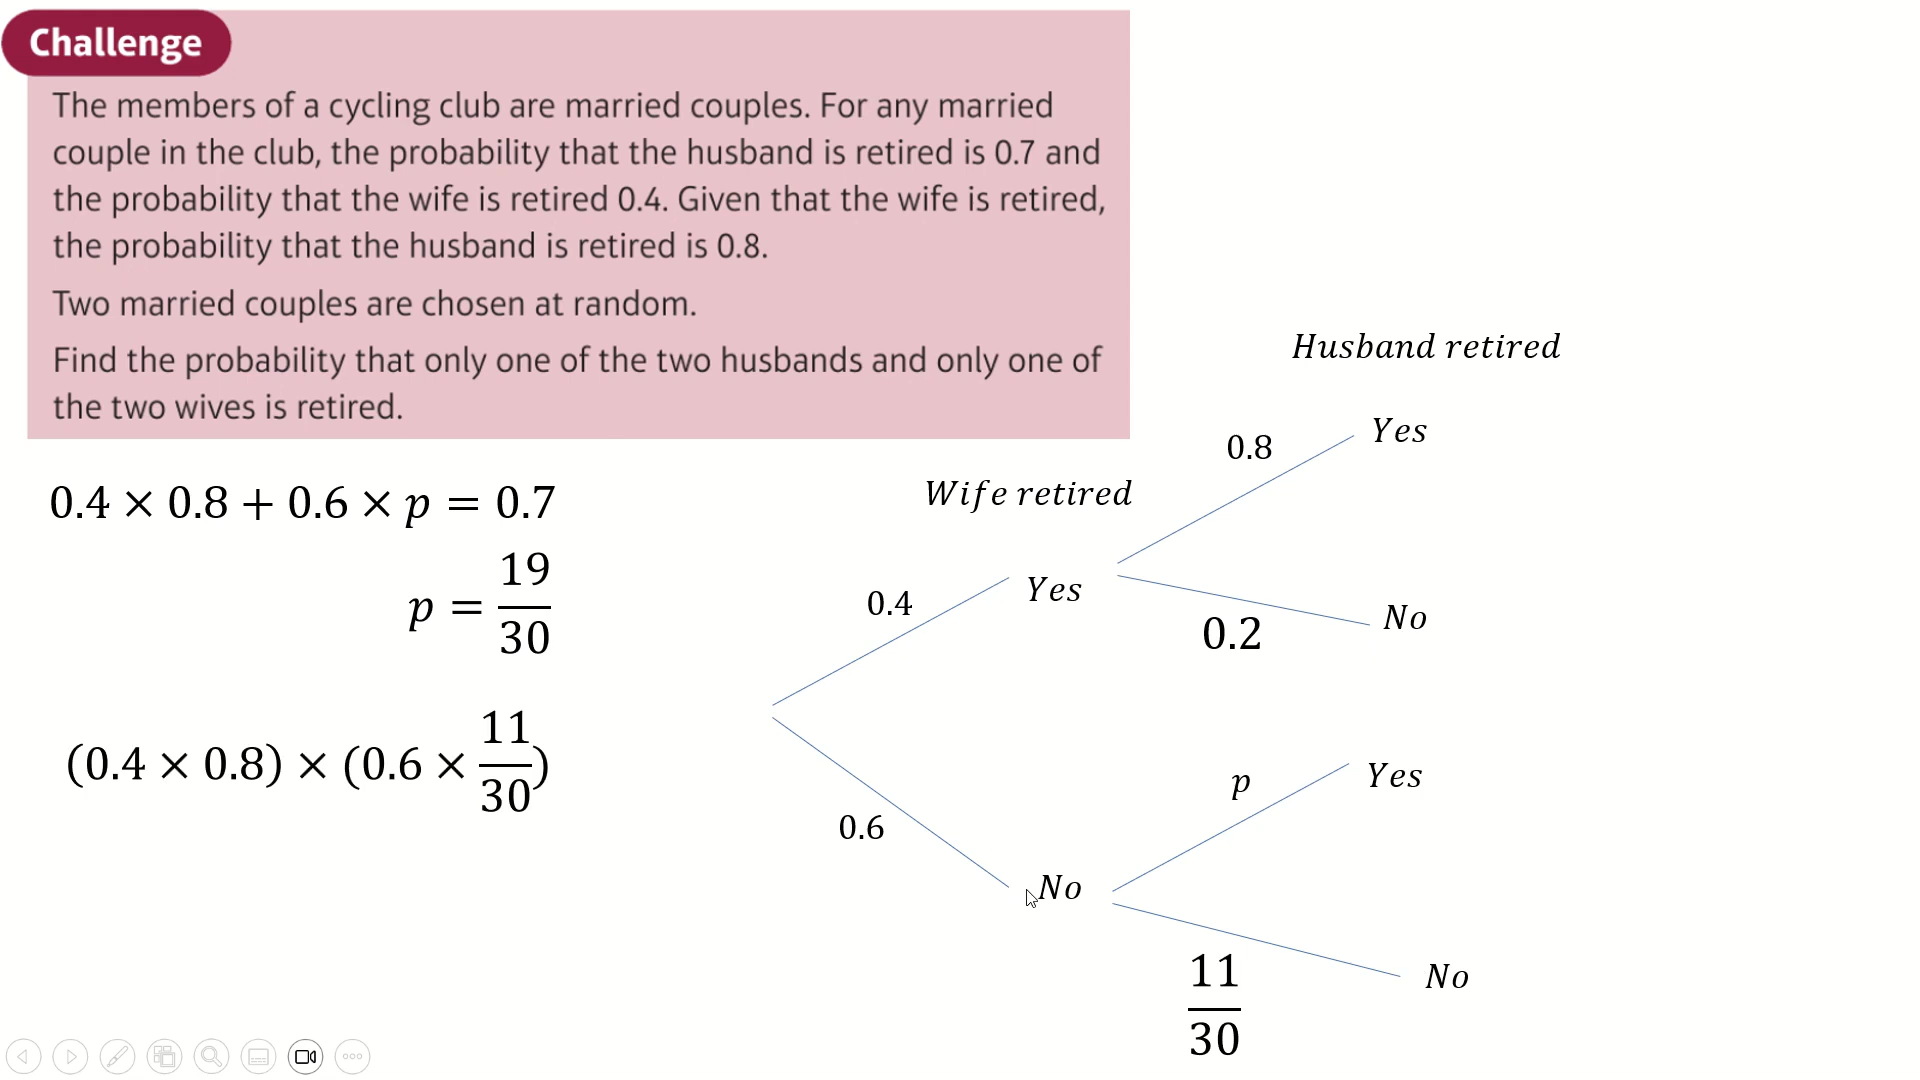 Challenge
The members of a cycling club are married couples. For any married
couple in the club, the probability that the husband is retired is 0.7 and
the probability that the wife is retired 0.4. Given that the wife is retired,
the probability that the husband is retired is 0.8.
Two married couples are chosen at random.
Find the probability that only one of the two husbands and only one of
the two wives is retired.
0.4 × 0.8 + 0.6 × p = 0.7
p = 19/30
(0.4 × 0.8) × (0.6 × 11/30)
Husband retired
Wife retired
0.8
Yes
0.4
Yes
0.2
No
0.6
No
p
Yes
11/30
No